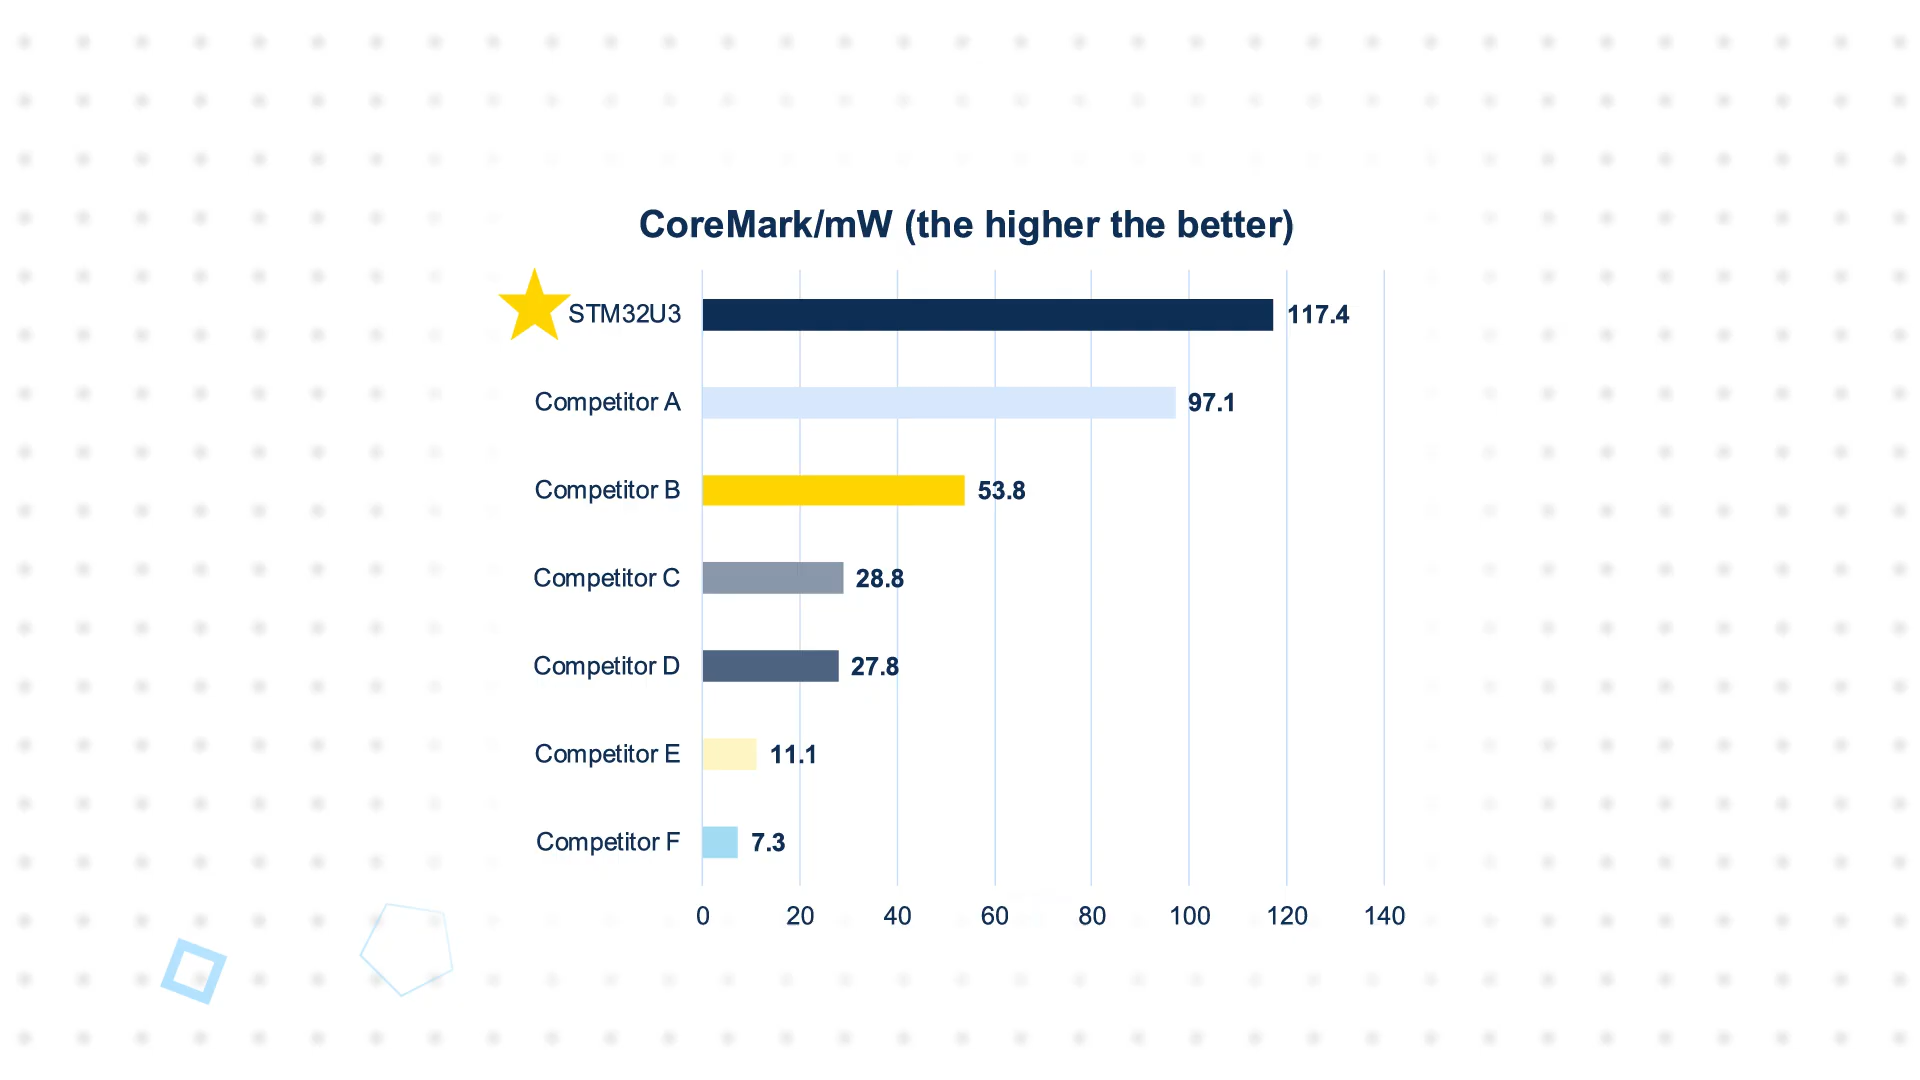 CoreMark/mW (the higher the better)
STM32U3 117.4
Competitor A 97.1
Competitor B 53.8
Competitor C 28.8
Competitor D 27.8
Competitor E 11.1
Competitor F 7.3
0 20 40 60 80 100 120 140